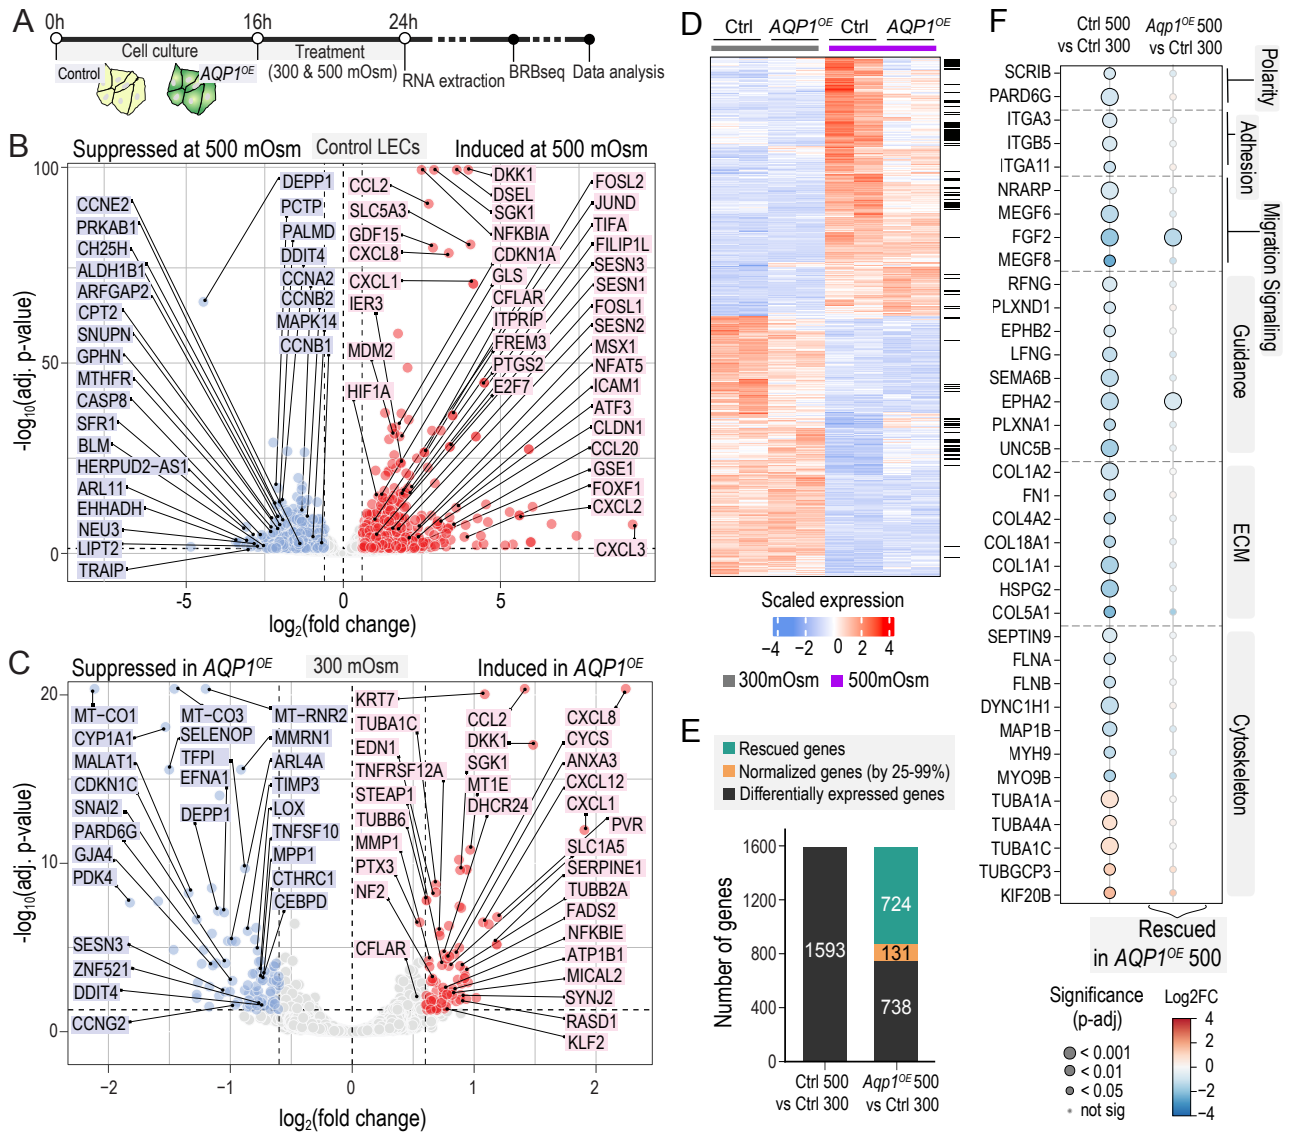 A
0h
16h
24h
Cell culture
Treatment
(300 & 500 mOsm)
RNA extraction
BRBseq
Data analysis
Control
AQP1OE
B
Suppressed at 500 mOsm
Control LECs
Induced at 500 mOsm
100
50
0
-log10(adj. p-value)
CCNE2
PRKAB1
CH25H
ALDH1B1
ARFGAP2
CPT2
SNUPN
GPHN
MTHFR
CASP8
SFR1
BLM
HERPUD2−AS1
ARL11
EHHADH
NEU3
LIPT2
TRAIP
DEPP1
PCTP
PALMD
DDIT4
CCNA2
CCNB2
MAPK14
CCNB1
CCL2
SLC5A3
GDF15
CXCL8
CXCL1
IER3
MDM2
HIF1A
DKK1
DSEL
SGK1
NFKBIA
CDKN1A
GLS
CFLAR
ITPRIP
FREM3
PTGS2
E2F7
FOSL2
JUND
TIFA
FILIP1L
SESN3
SESN1
FOSL1
SESN2
MSX1
NFAT5
ICAM1
ATF3
CLDN1
CCL20
GSE1
FOXF1
CXCL2
CXCL3
-5
0
5
log2(fold change)
C
Suppressed in AQP1OE
300 mOsm
Induced in AQP1OE
20
10
0
-log10(adj. p-value)
MT−CO1
CYP1A1
MALAT1
CDKN1C
SNAI2
PARD6G
GJA4
PDK4
SESN3
ZNF521
DDIT4
CCNG2
MT−CO3
SELENOP
TFPI
EFNA1
DEPP1
MT−RNR2
MMRN1
ARL4A
TIMP3
LOX
TNFSF10
MPP1
CTHRC1
CEBPD
KRT7
TUBA1C
EDN1
TNFRSF12A
STEAP1
TUBB6
MMP1
PTX3
NF2
CFLAR
CCL2
DKK1
SGK1
MT1E
DHCR24
CXCL8
CYCS
ANXA3
CXCL12
CXCL1
PVR
SLC1A5
SERPINE1
TUBB2A
FADS2
NFKBIE
ATP1B1
MICAL2
SYNJ2
RASD1
KLF2
−2
−1
0
1
2
log2(fold change)
D
Ctrl
AQP1OE
Ctrl
AQP1OE
Scaled expression
−4
−2
0
2
4
300mOsm
500mOsm
E
Rescued genes
Normalized genes (by 25-99%)
Differentially expressed genes
Number of genes
1600
1200
800
400
0
1593
724
131
738
Ctrl 500
vs Ctrl 300
Aqp1OE 500
vs Ctrl 300
F
Ctrl 500
vs Ctrl 300
Aqp1OE 500
vs Ctrl 300
SCRIB
PARD6G
ITGA3
ITGB5
ITGA11
NRARP
MEGF6
FGF2
MEGF8
RFNG
PLXND1
EPHB2
LFNG
SEMA6B
EPHA2
PLXNA1
UNC5B
COL1A2
FN1
COL4A2
COL18A1
COL1A1
HSPG2
COL5A1
SEPTIN9
FLNA
FLNB
DYNC1H1
MAP1B
MYH9
MYO9B
TUBA1A
TUBA4A
TUBA1C
TUBGCP3
KIF20B
Polarity
Adhesion
Migration Signaling
Guidance
ECM
Cytoskeleton
Rescued
in AQP1OE 500
Significance
(p-adj)
< 0.001
< 0.01
< 0.05
not sig
Log2FC
4
2
0
−2
−4